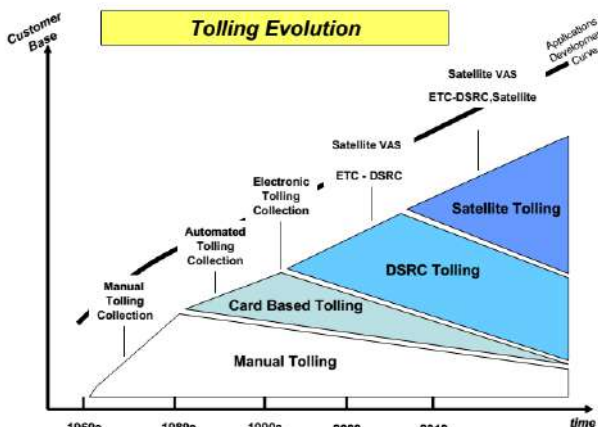 Customer
Base
Tolling Evolution
Applications
Development
Curve
Satellite VAS
ETC-DSRC,Satellite
Satellite VAS
ETC - DSRC
Electronic
Tolling
Collection
Automated
Tolling
Collection
Manual
Tolling
Collection
Satellite Tolling
DSRC Tolling
Card Based Tolling
Manual Tolling
time